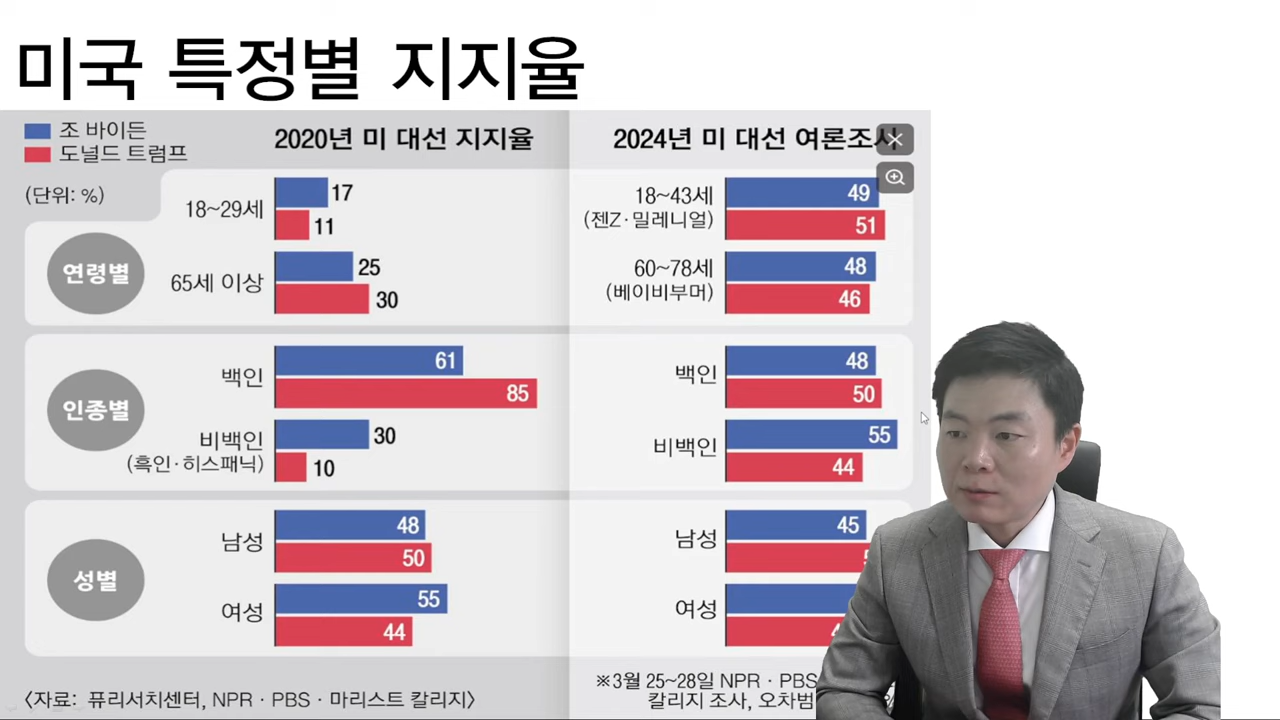 미국 특정별 지지율
조 바이든
도널드 트럼프
(단위: %)
2020년 미 대선 지지율
2024년 미 대선 여론조사
연령별
18~29세
17
11
65세 이상
25
30
18~43세
(젠Z·밀레니얼)
49
51
60~78세
(베이비부머)
48
46
인종별
백인
61
85
비백인
(흑인·히스패닉)
30
10
백인
48
50
비백인
55
44
성별
남성
48
50
여성
55
44
남성
45
여성
※3월 25~28일 NPR · PBS
칼리지 조사, 오차범
〈자료: 퓨리서치센터, NPR · PBS · 마리스트 칼리지〉